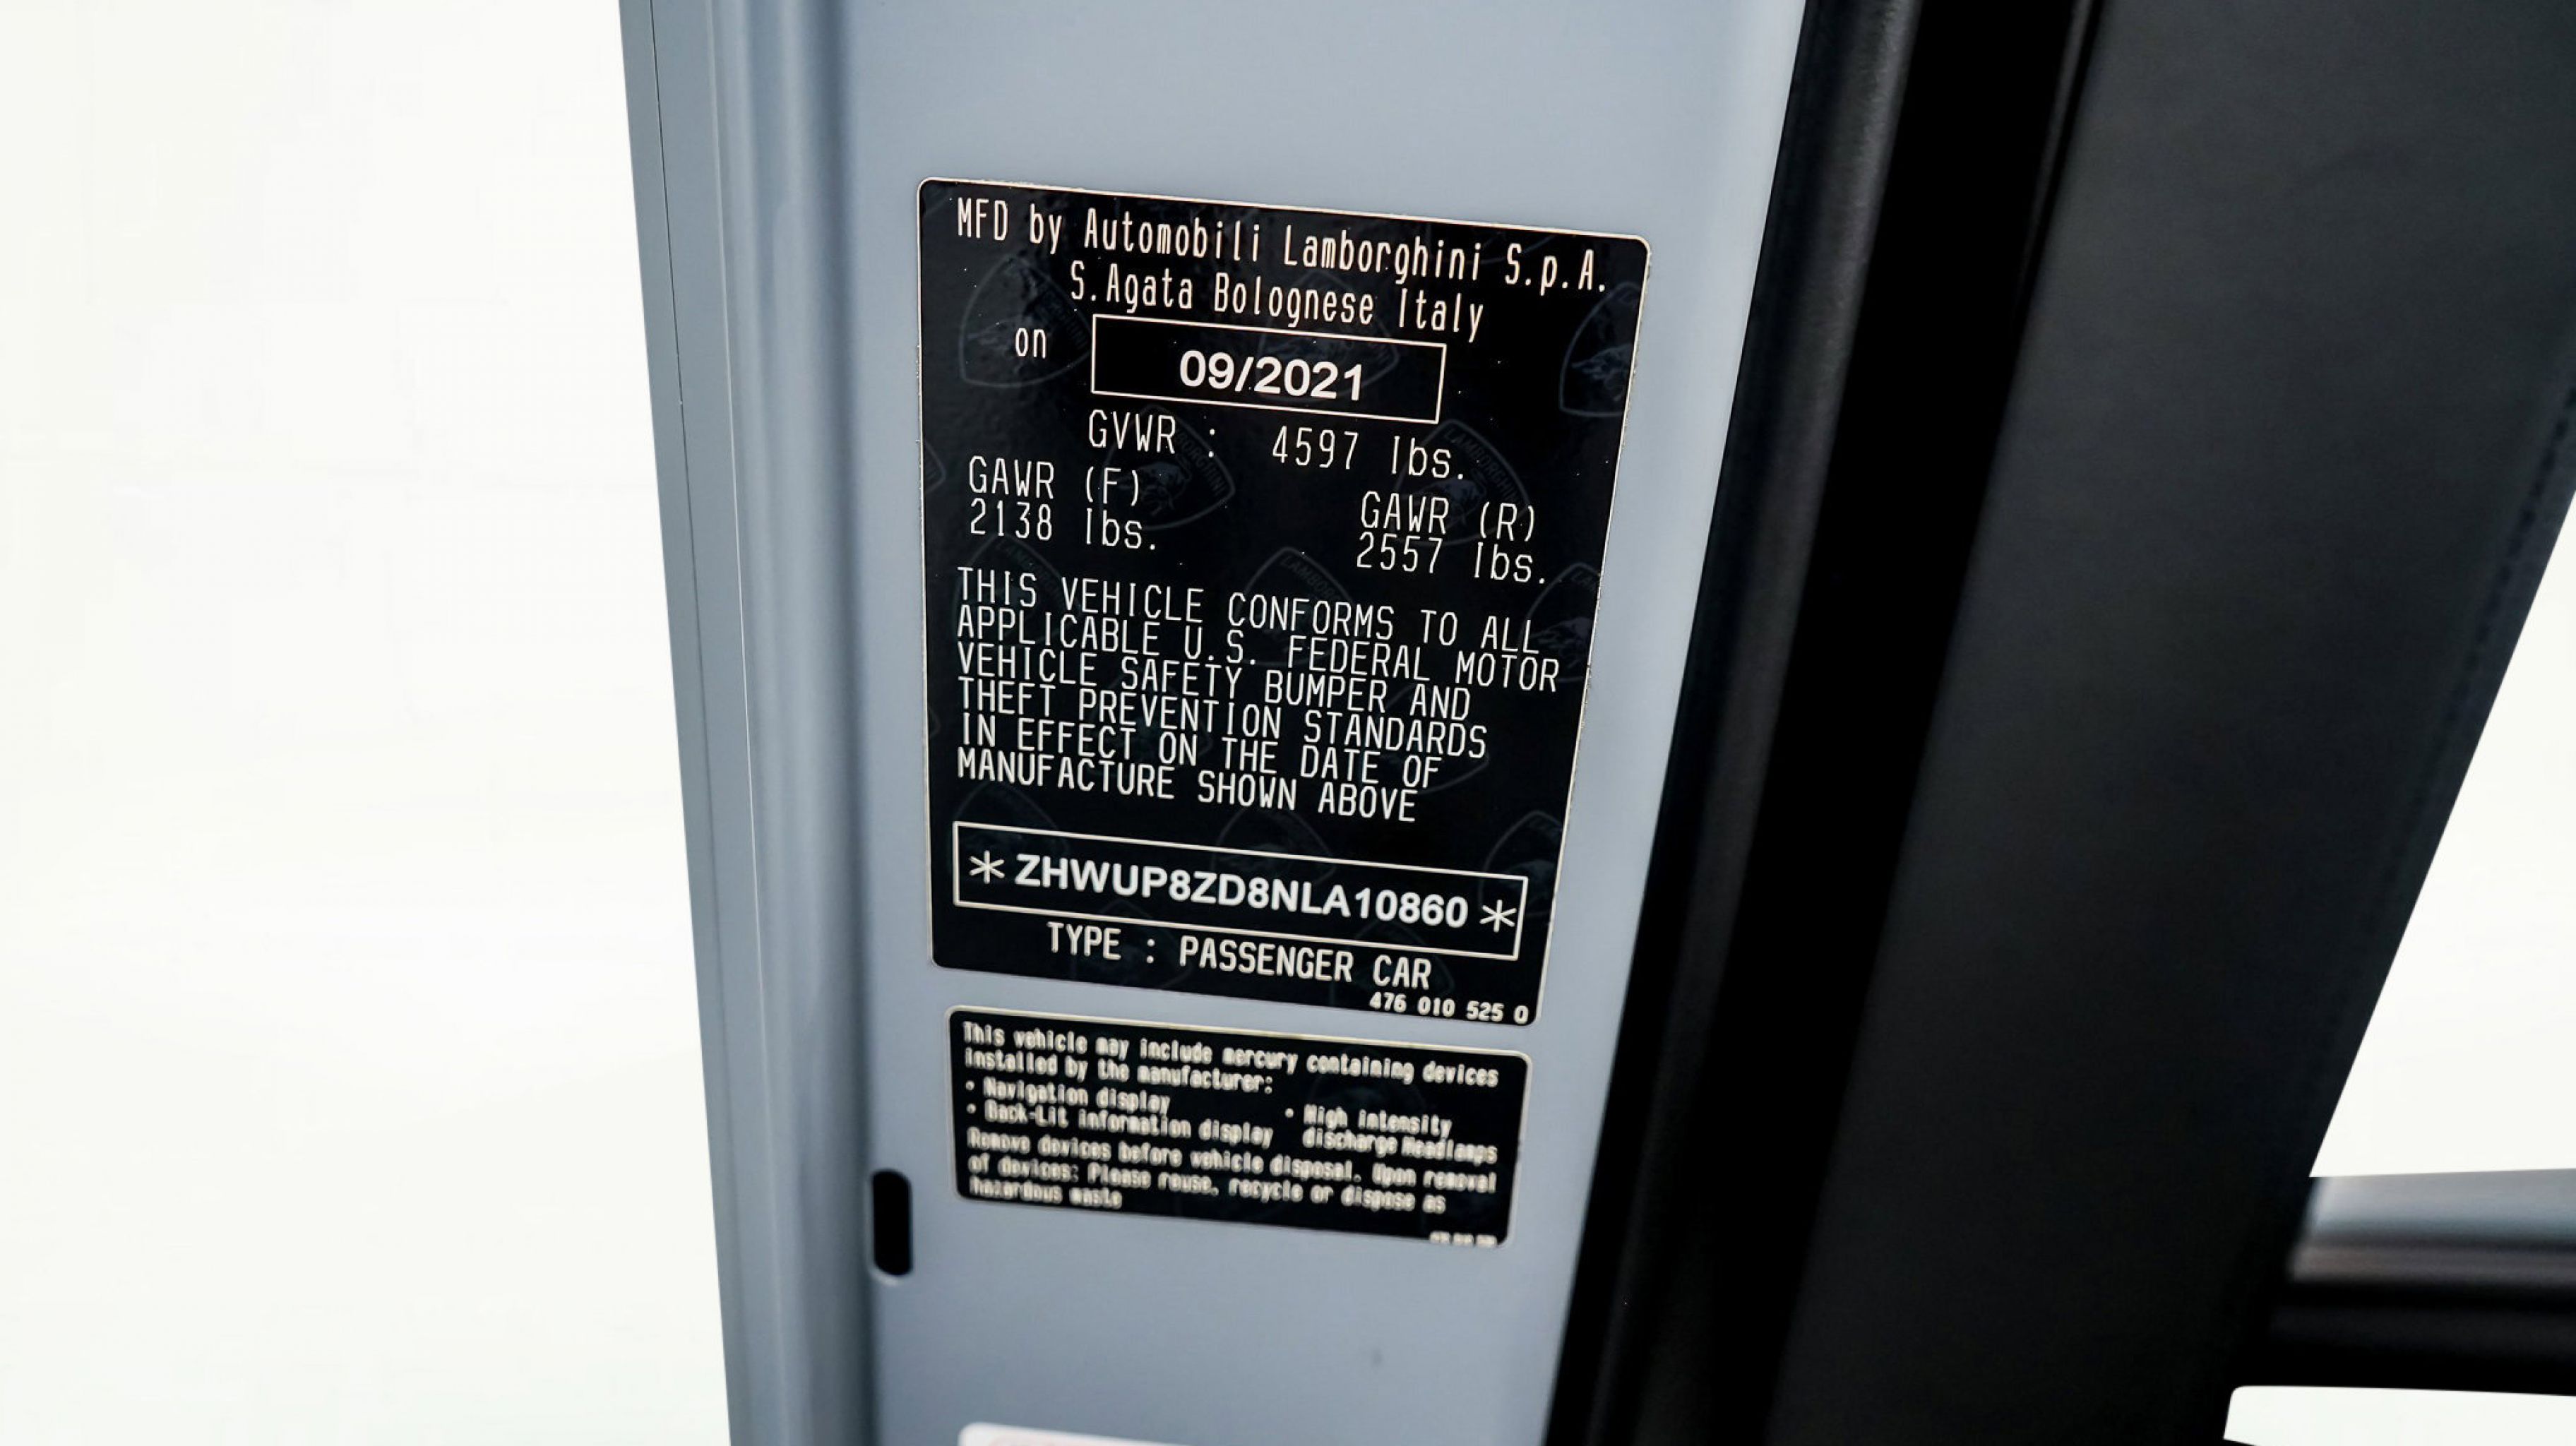 MFD by Automobili Lamborghini S.p.A.
S.Agata Bolognese Italy
on 09/2021
GVWR : 4597 lbs.
GAWR (F) GAWR (R)
2138 lbs. 2557 lbs.
THIS VEHICLE CONFORMS TO ALL
APPLICABLE U.S. FEDERAL MOTOR
VEHICLE SAFETY BUMPER AND
THEFT PREVENTION STANDARDS
IN EFFECT ON THE DATE OF
MANUFACTURE SHOWN ABOVE
* ZHWUP8ZD8NLA10860 *
TYPE : PASSENGER CAR
476 010 525 0
This vehicle may include mercury containing devices
installed by the manufacturer:
• Navigation display • High intensity
• Back-Lit information display discharge Headlamps
Remove devices before vehicle disposal. Upon removal
of devices: Please reuse, recycle or dispose as
hazardous waste